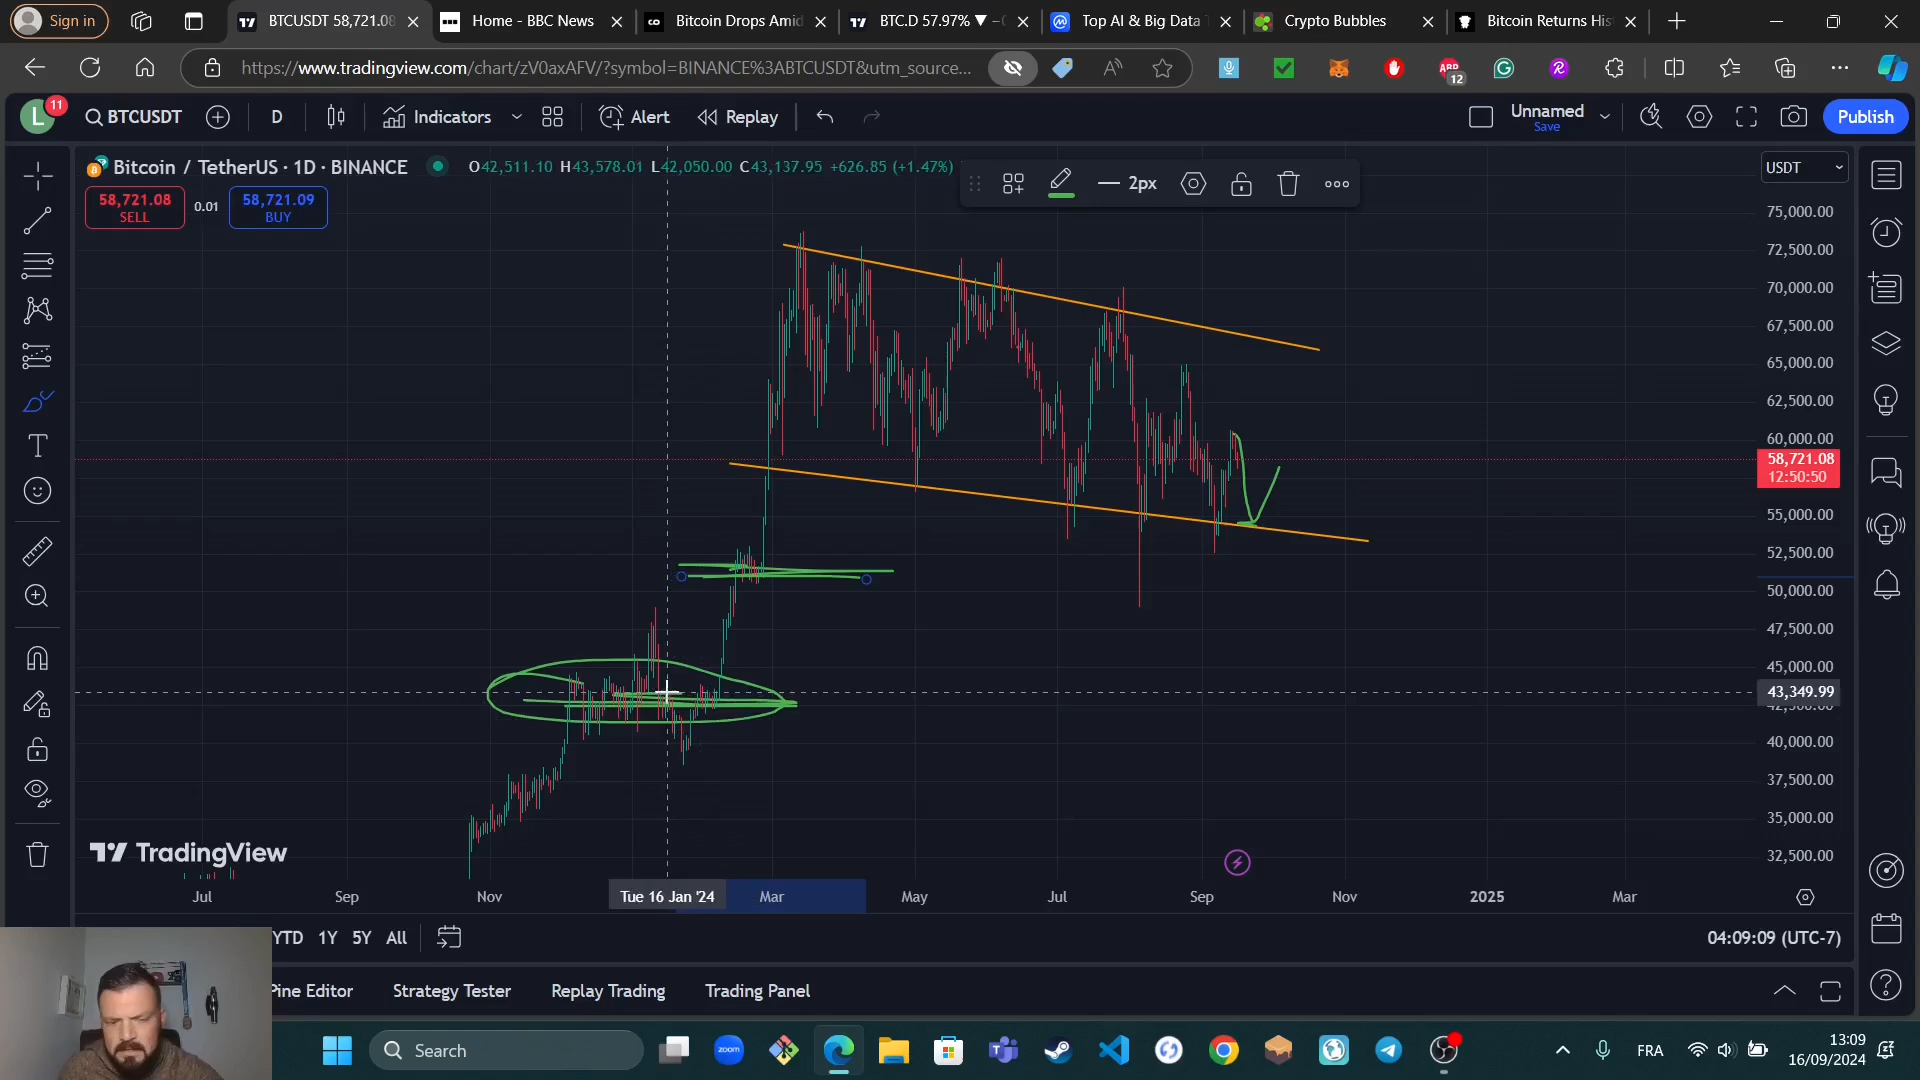 Sign in
BTCUSDT 58,721.08
Home - BBC News
Bitcoin Drops Amid
BTC.D 57.97% ▼
Top AI & Big Data
Crypto Bubbles
Bitcoin Returns His
https://www.tradingview.com/chart/zV0axAFV/?symbol=BINANCE%3ABTCUSDT&utm_source...
12
L
11
BTCUSDT
D
Indicators
Alert
Replay
Unnamed
Save
Publish
Bitcoin / TetherUS · 1D · BINANCE
O42,511.10 H43,578.01 L42,050.00 C43,137.95 +626.85 (+1.47%)
2px
USDT
58,721.08
SELL
0.01
58,721.09
BUY
75,000.00
72,500.00
70,000.00
67,500.00
65,000.00
62,500.00
60,000.00
58,721.08
12:50:50
55,000.00
52,500.00
50,000.00
47,500.00
45,000.00
43,349.99
42,500.00
40,000.00
37,500.00
35,000.00
32,500.00
TradingView
Jul
Sep
Nov
Tue 16 Jan '24
Mar
May
Jul
Sep
Nov
2025
Mar
YTD
1Y
5Y
All
04:09:09 (UTC-7)
Pine Editor
Strategy Tester
Replay Trading
Trading Panel
Search
zoom
FRA
13:09
16/09/2024